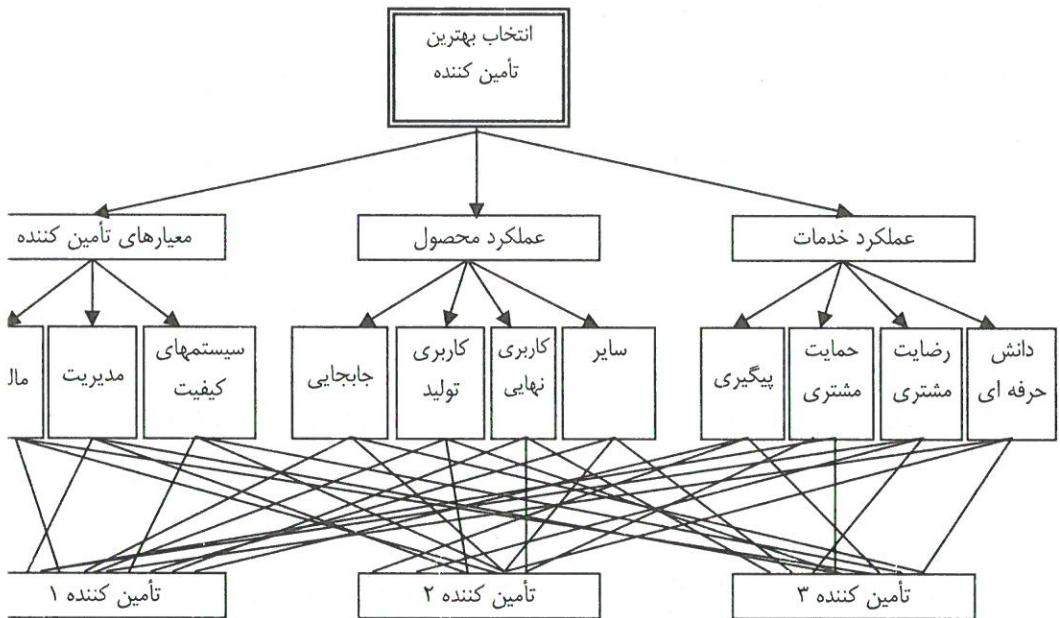 انتخاب بهترین
تأمین کننده
عملکرد خدمات
عملکرد محصول
معیارهای تأمین کننده
دانش
حرفه ای
رضایت
مشتری
حمایت
مشتری
پیگیری
سایر
کاربری
نهایی
کاربری
تولید
جابجایی
سیستمهای
کیفیت
مدیریت
تأمین کننده ۳
تأمین کننده ۲
تأمین کننده ۱